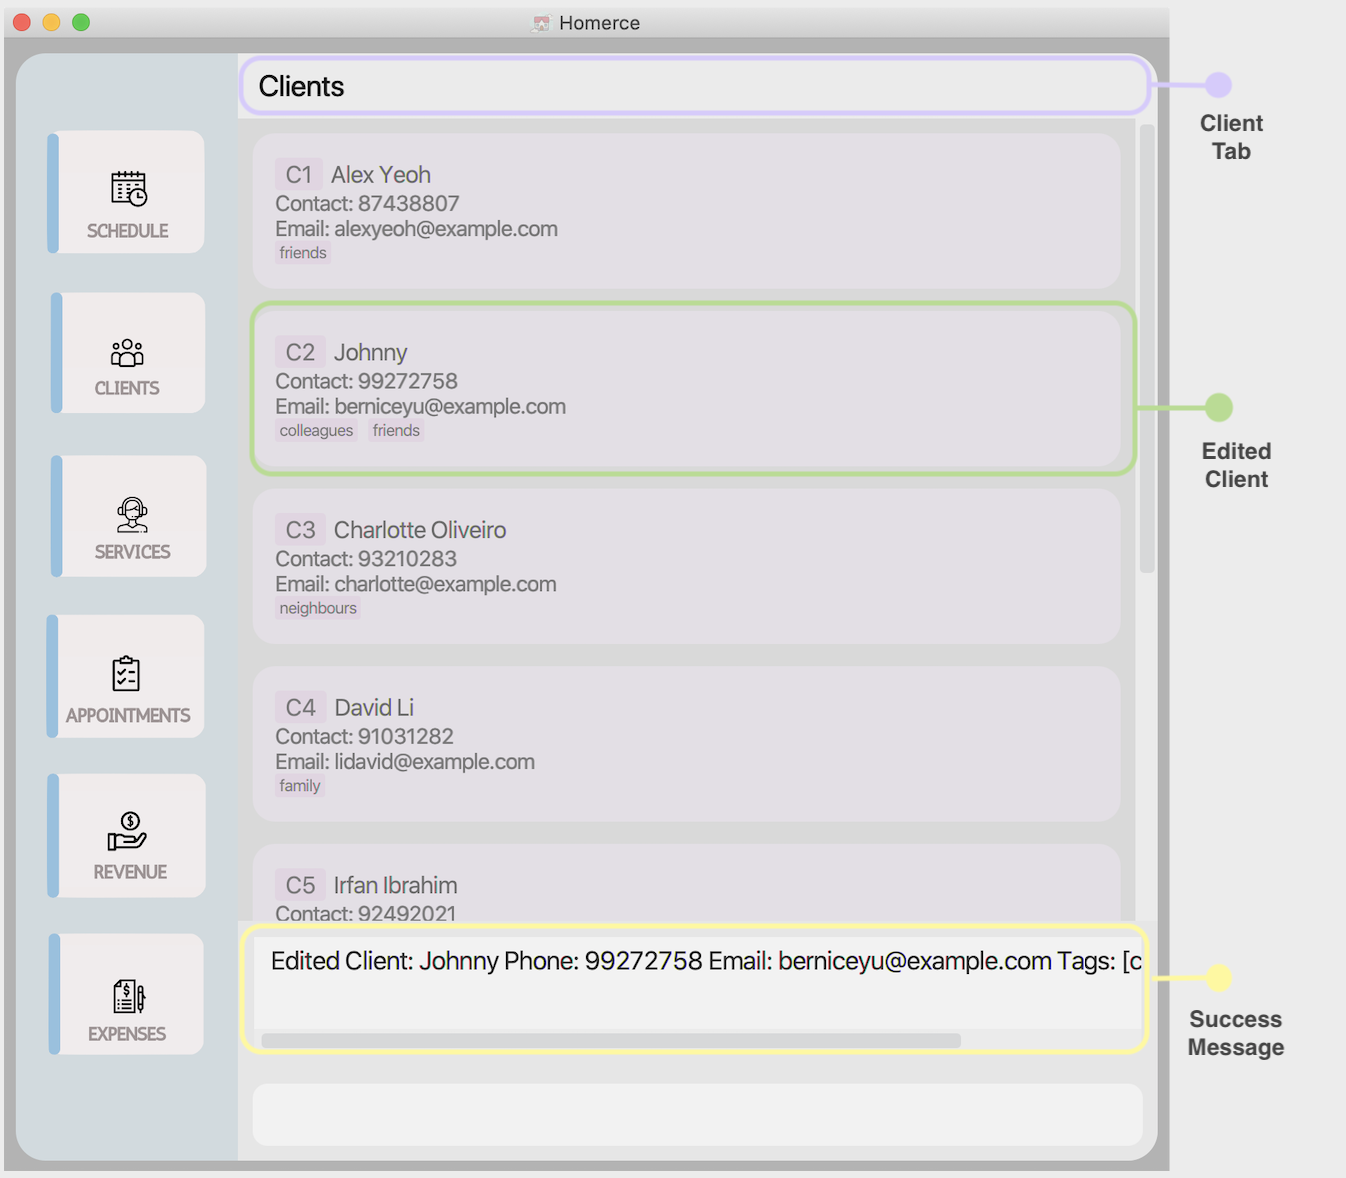 Homerce
Clients
Client
Tab
SCHEDULE
CLIENTS
SERVICES
APPOINTMENTS
REVENUE
EXPENSES
C1 Alex Yeoh
Contact: 87438807
Email: alexyeoh@example.com
friends
C2 Johnny
Contact: 99272758
Email: berniceyu@example.com
colleagues friends
Edited
Client
C3 Charlotte Oliveiro
Contact: 93210283
Email: charlotte@example.com
neighbours
C4 David Li
Contact: 91031282
Email: lidavid@example.com
family
C5 Irfan Ibrahim
Contact: 92492021
Edited Client: Johnny Phone: 99272758 Email: berniceyu@example.com Tags: [c
Success
Message